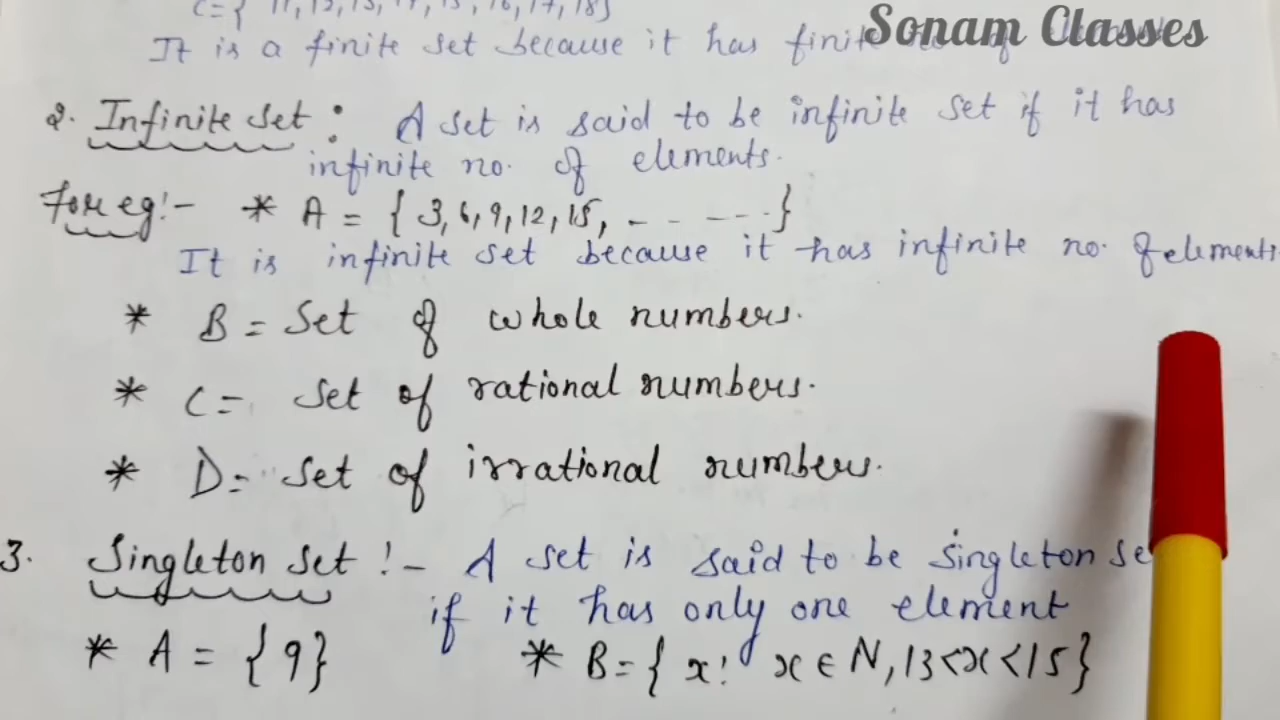 Sonam Classes
It is a finite set because it has finite no. of
2. Infinite set : A set is said to be infinite set if it has
infinite no. of elements.
For eg:- * A = { 3, 6, 9, 12, 15, - - - - - }
It is infinite set because it has infinite no. of elements
* B = Set of whole numbers.
* C = Set of rational numbers.
* D = Set of irrational numbers.
3. Singleton set :- A set is said to be singleton se
if it has only one element
* A = {9} * B = { x : x ∈ N, 13 < x < 15 }